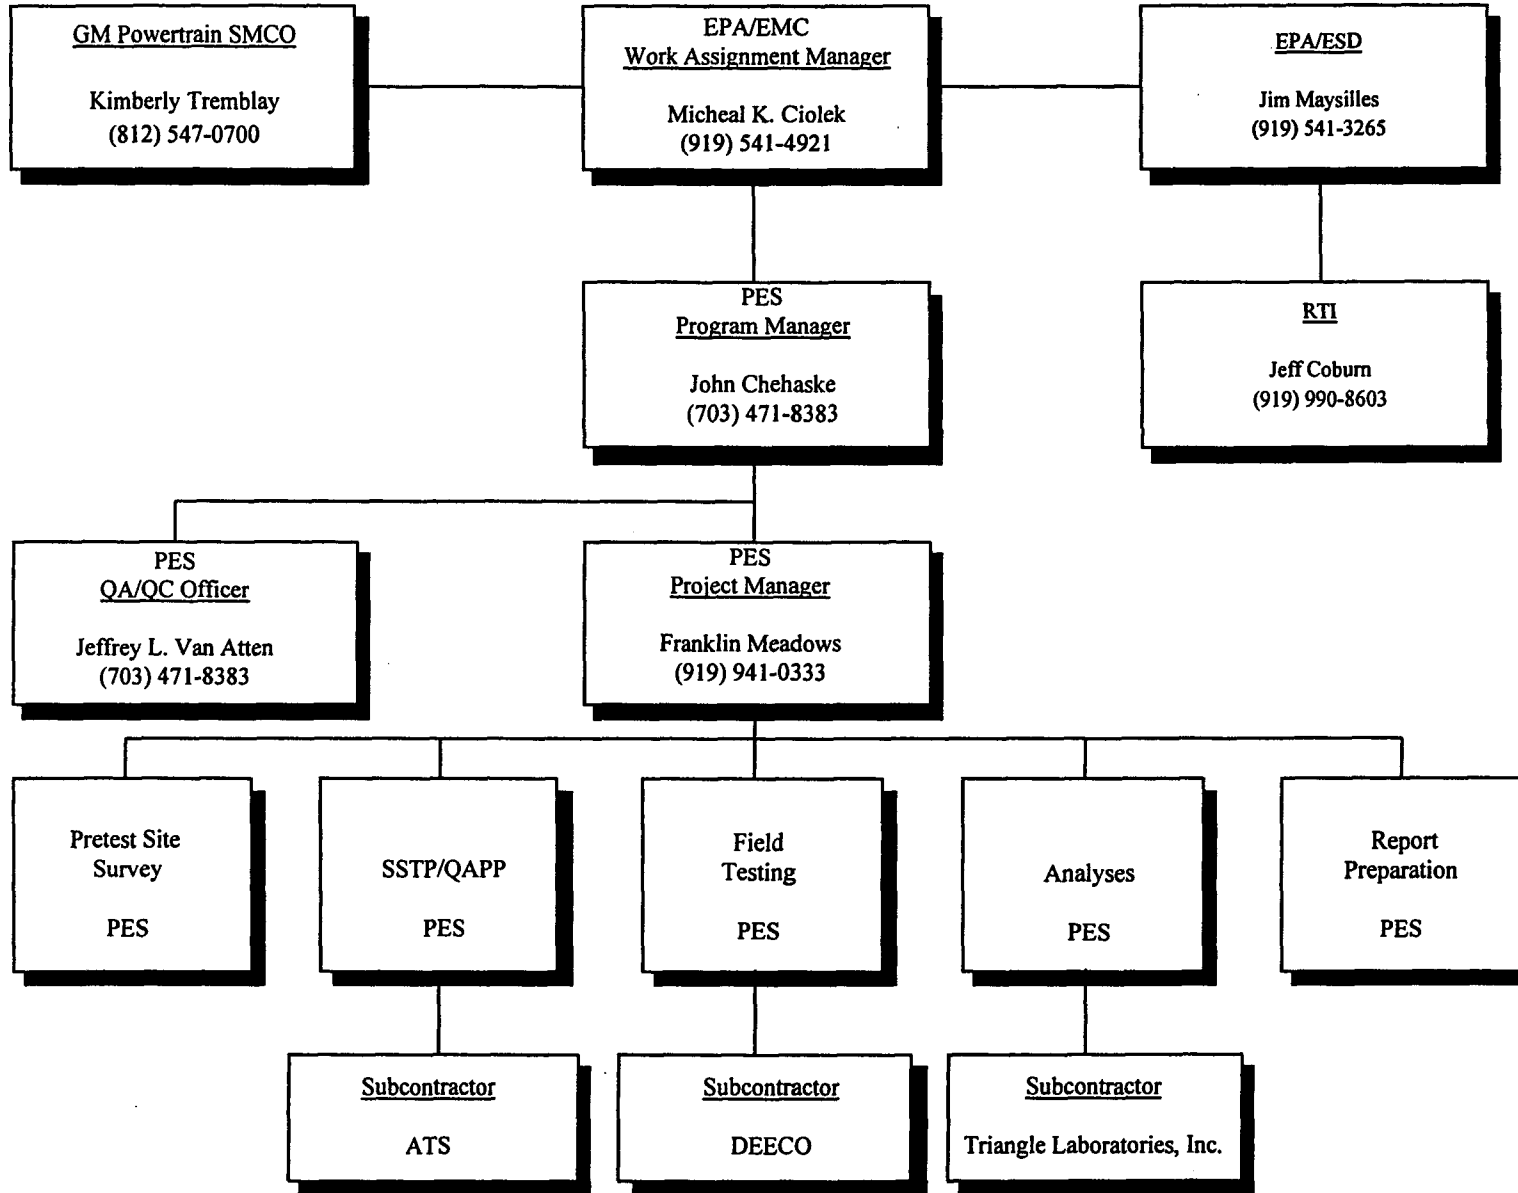 GM Powertrain SMCO
Kimberly Tremblay
(812) 547-0700
EPA/EMC
Work Assignment Manager
Micheal K. Ciolek
(919) 541-4921
EPA/ESD
Jim Maysilles
(919) 541-3265
PES
Program Manager
John Chehaske
(703) 471-8383
RTI
Jeff Coburn
(919) 990-8603
PES
QA/QC Officer
Jeffrey L. Van Atten
(703) 471-8383
PES
Project Manager
Franklin Meadows
(919) 941-0333
Pretest Site
Survey
PES
SSTP/QAPP
PES
Field
Testing
PES
Analyses
PES
Report
Preparation
PES
Subcontractor
ATS
Subcontractor
DEECO
Subcontractor
Triangle Laboratories, Inc.